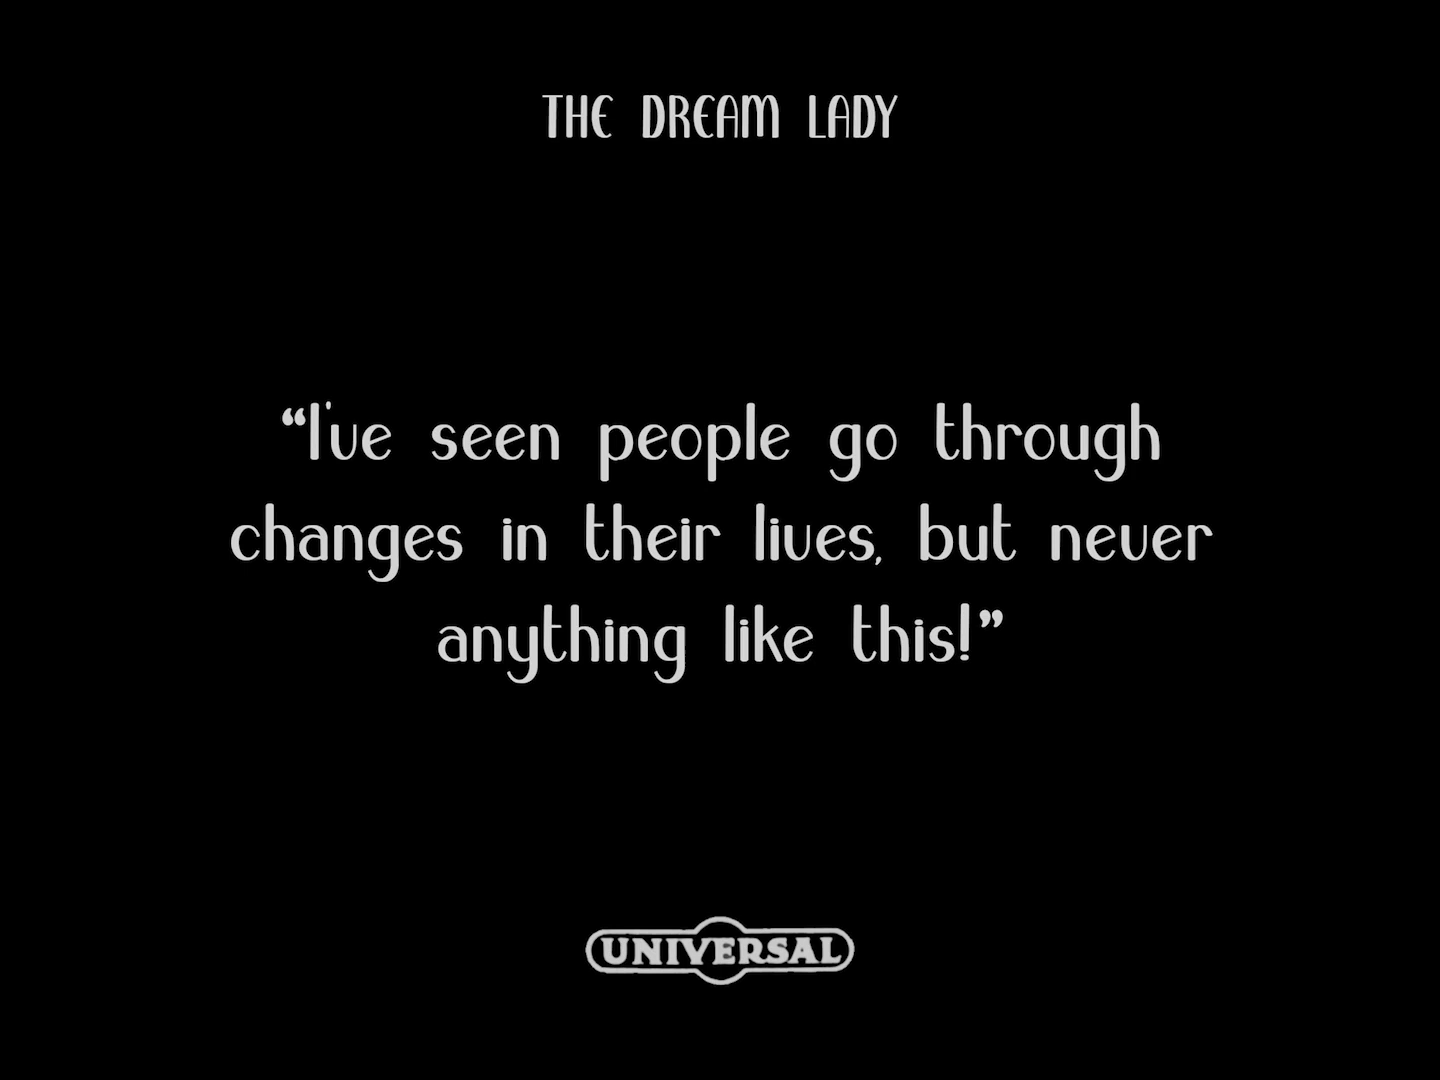 THE DREAM LADY
“I've seen people go through
changes in their lives, but never
anything like this!”
UNIVERSAL